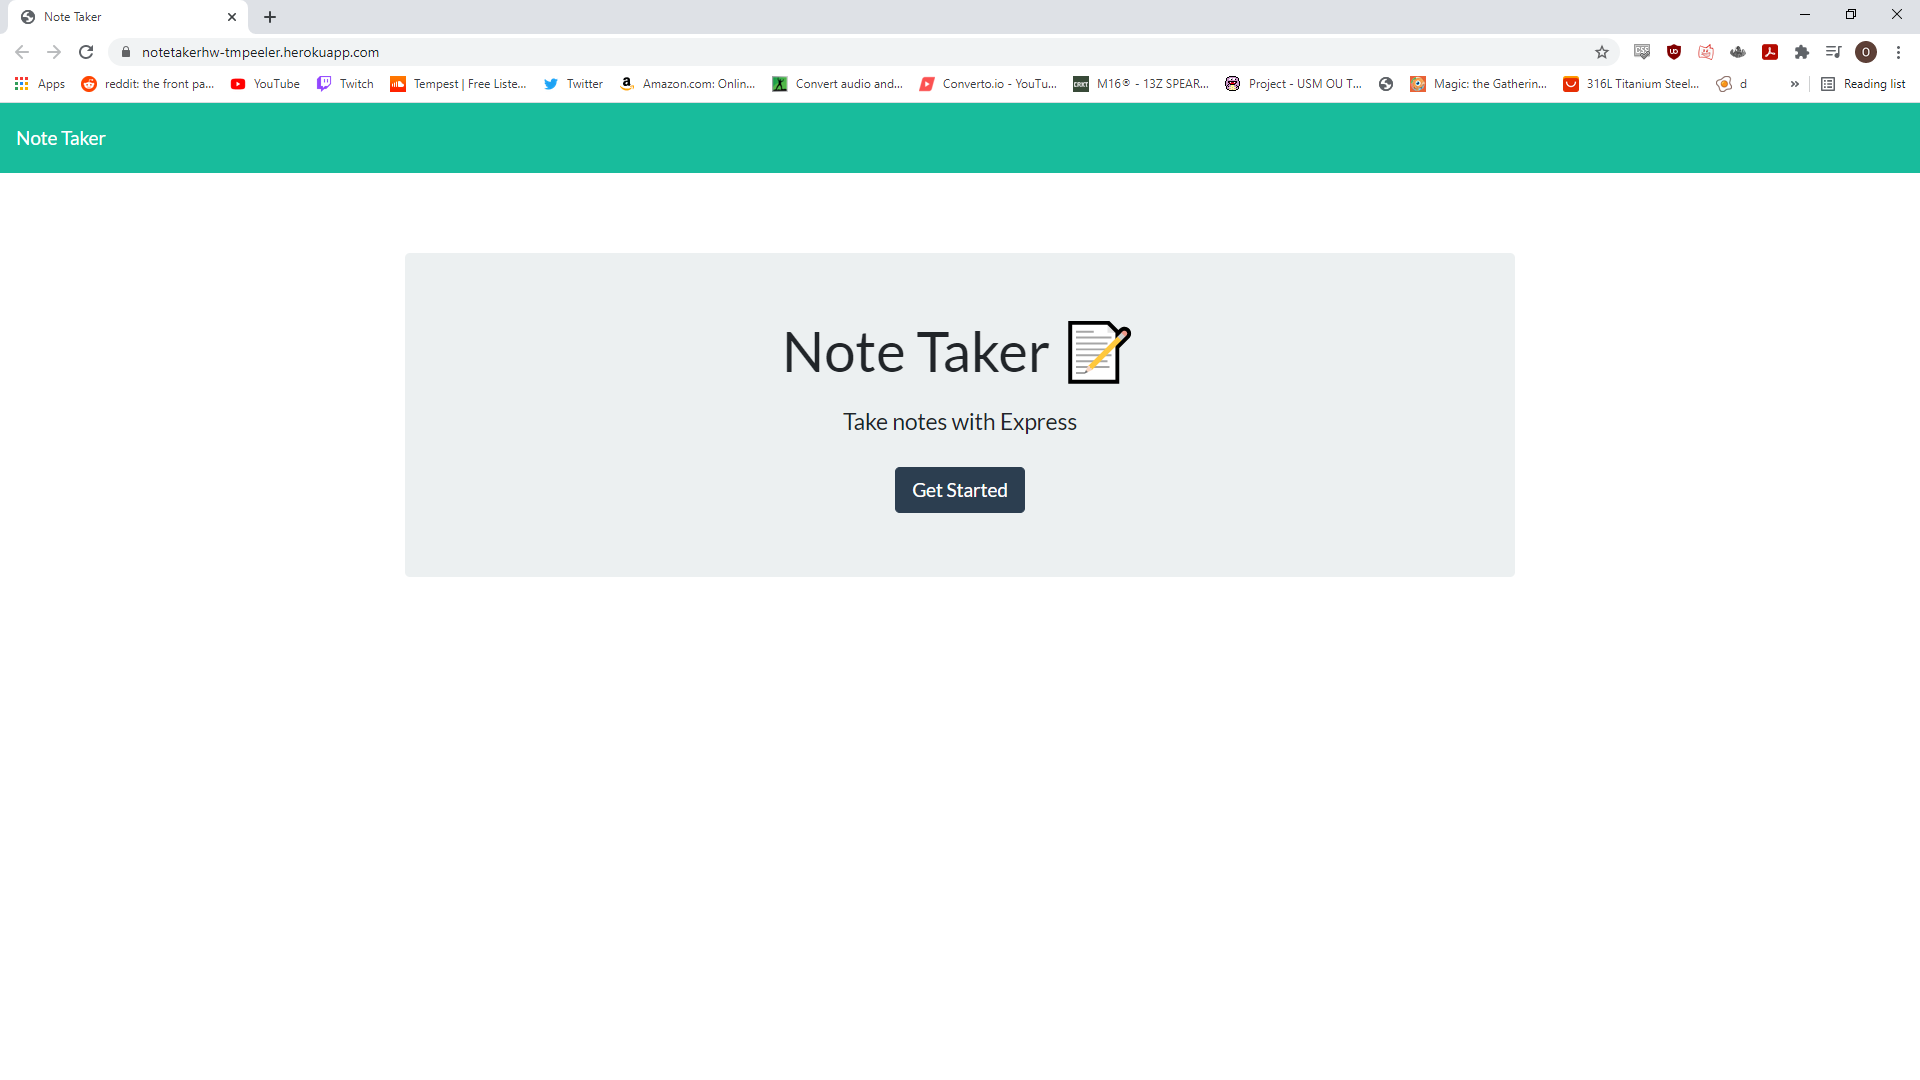 Note Taker
notetakerhw-tmpeeler.herokuapp.com
O
Apps
reddit: the front pa...
YouTube
Twitch
Tempest | Free Liste...
Twitter
Amazon.com: Onlin...
Convert audio and...
Converto.io - YouTu...
CRKT
M16® - 13Z SPEAR...
Project - USM OU T...
Magic: the Gatherin...
316L Titanium Steel...
d
»
Reading list
Note Taker
Note Taker
Take notes with Express
Get Started